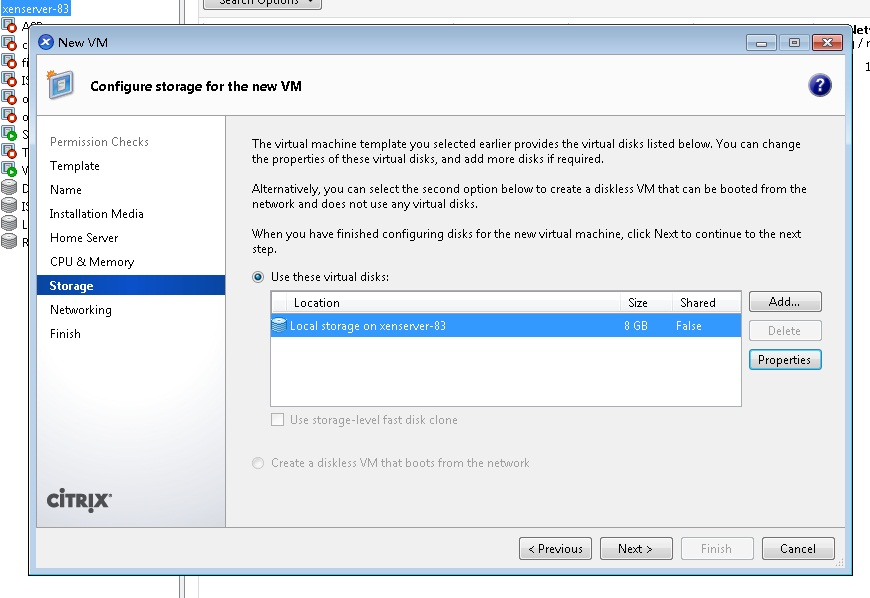 xenserver-83
Search Options
New VM
Configure storage for the new VM
?
Permission Checks
Template
Name
Installation Media
Home Server
CPU & Memory
Storage
Networking
Finish
CİTRIX
The virtual machine template you selected earlier provides the virtual disks listed below. You can change
the properties of these virtual disks, and add more disks if required.
Alternatively, you can select the second option below to create a diskless VM that can be booted from the
network and does not use any virtual disks.
When you have finished configuring disks for the new virtual machine, click Next to continue to the next
step.
Use these virtual disks:
Location Size Shared
Local storage on xenserver-83 8 GB False
Add...
Delete
Properties
Use storage-level fast disk clone
Create a diskless VM that boots from the network
< Previous Next > Finish Cancel